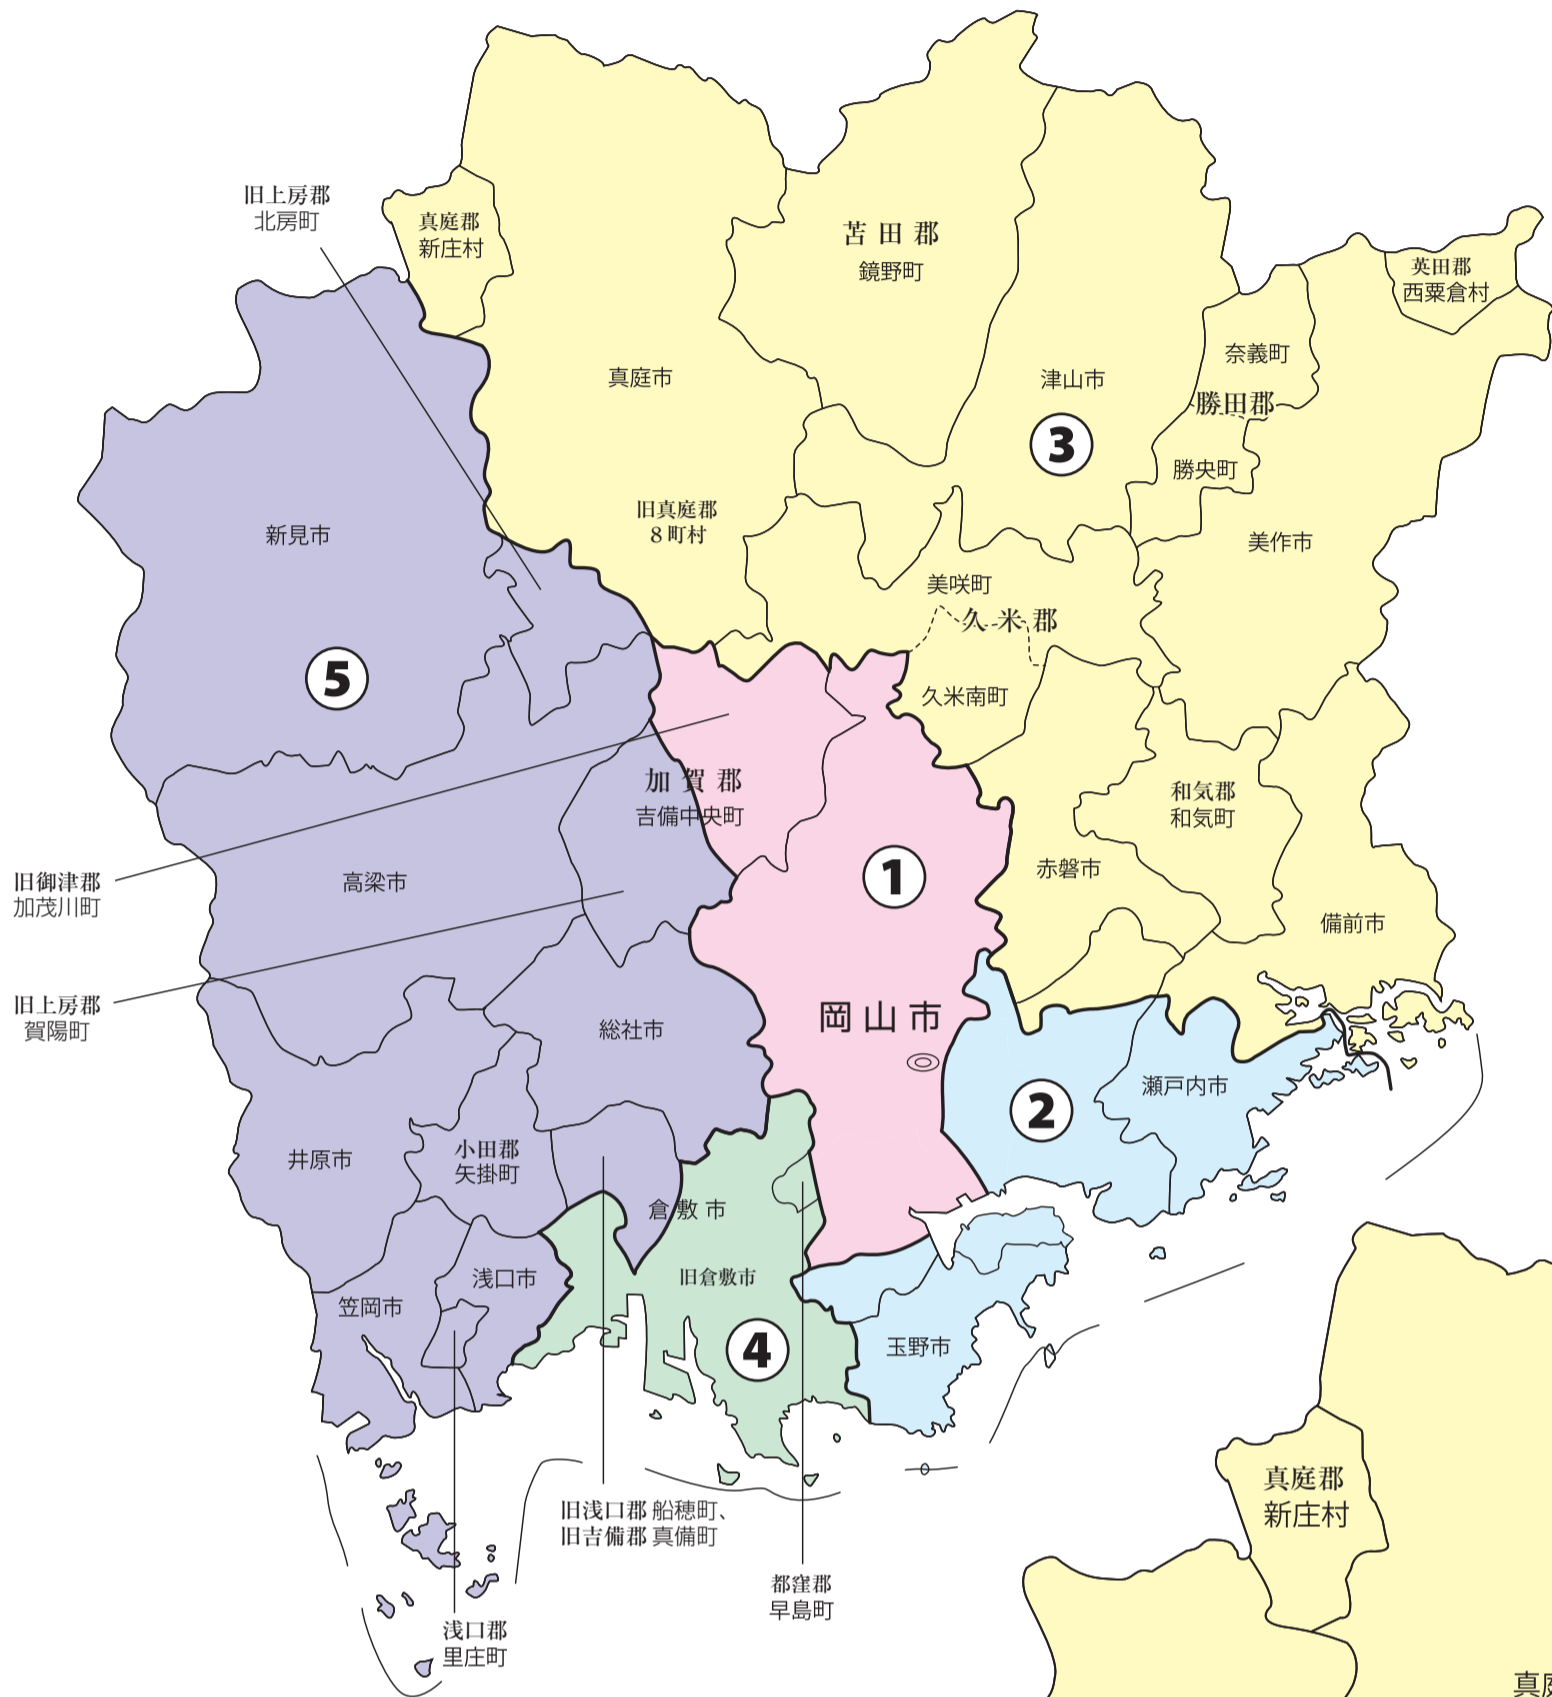 旧上房郡
北房町
真庭郡
新庄村
苫田郡
鏡野町
英田郡
西粟倉村
奈義町
真庭市
津山市
勝田郡
3
勝央町
新見市
旧真庭郡
8町村
美作市
美咲町
久米郡
5
久米南町
加賀郡
吉備中央町
和気郡
和気町
旧御津郡
加茂川町
高梁市
1
赤磐市
備前市
旧上房郡
賀陽町
総社市
岡山市
2
瀬戸内市
井原市
小田郡
矢掛町
倉敷市
旧倉敷市
浅口市
笠岡市
4
玉野市
旧浅口郡 船穂町、
旧吉備郡 真備町
都窪郡
早島町
浅口郡
里庄町
真庭郡
新庄村